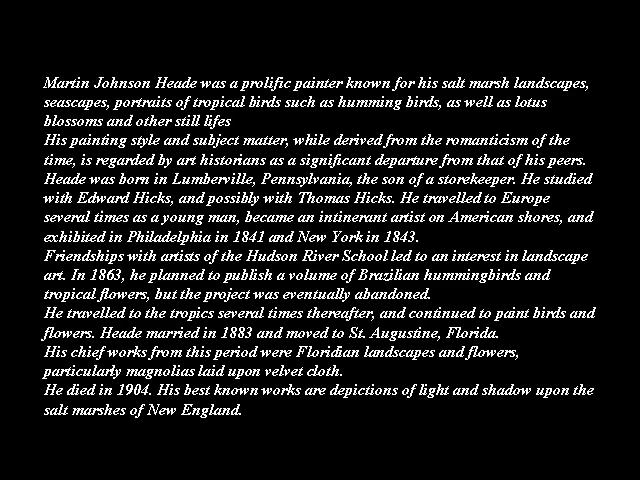 Martin Johnson Heade was a prolific painter known for his salt marsh landscapes,
seascapes, portraits of tropical birds such as humming birds, as well as lotus
blossoms and other still lifes
His painting style and subject matter, while derived from the romanticism of the
time, is regarded by art historians as a significant departure from that of his peers.
Heade was born in Lumberville, Pennsylvania, the son of a storekeeper. He studied
with Edward Hicks, and possibly with Thomas Hicks. He travelled to Europe
several times as a young man, became an intinerant artist on American shores, and
exhibited in Philadelphia in 1841 and New York in 1843.
Friendships with artists of the Hudson River School led to an interest in landscape
art. In 1863, he planned to publish a volume of Brazilian hummingbirds and
tropical flowers, but the project was eventually abandoned.
He travelled to the tropics several times thereafter, and continued to paint birds and
flowers. Heade married in 1883 and moved to St. Augustine, Florida.
His chief works from this period were Floridian landscapes and flowers,
particularly magnolias laid upon velvet cloth.
He died in 1904. His best known works are depictions of light and shadow upon the
salt marshes of New England.